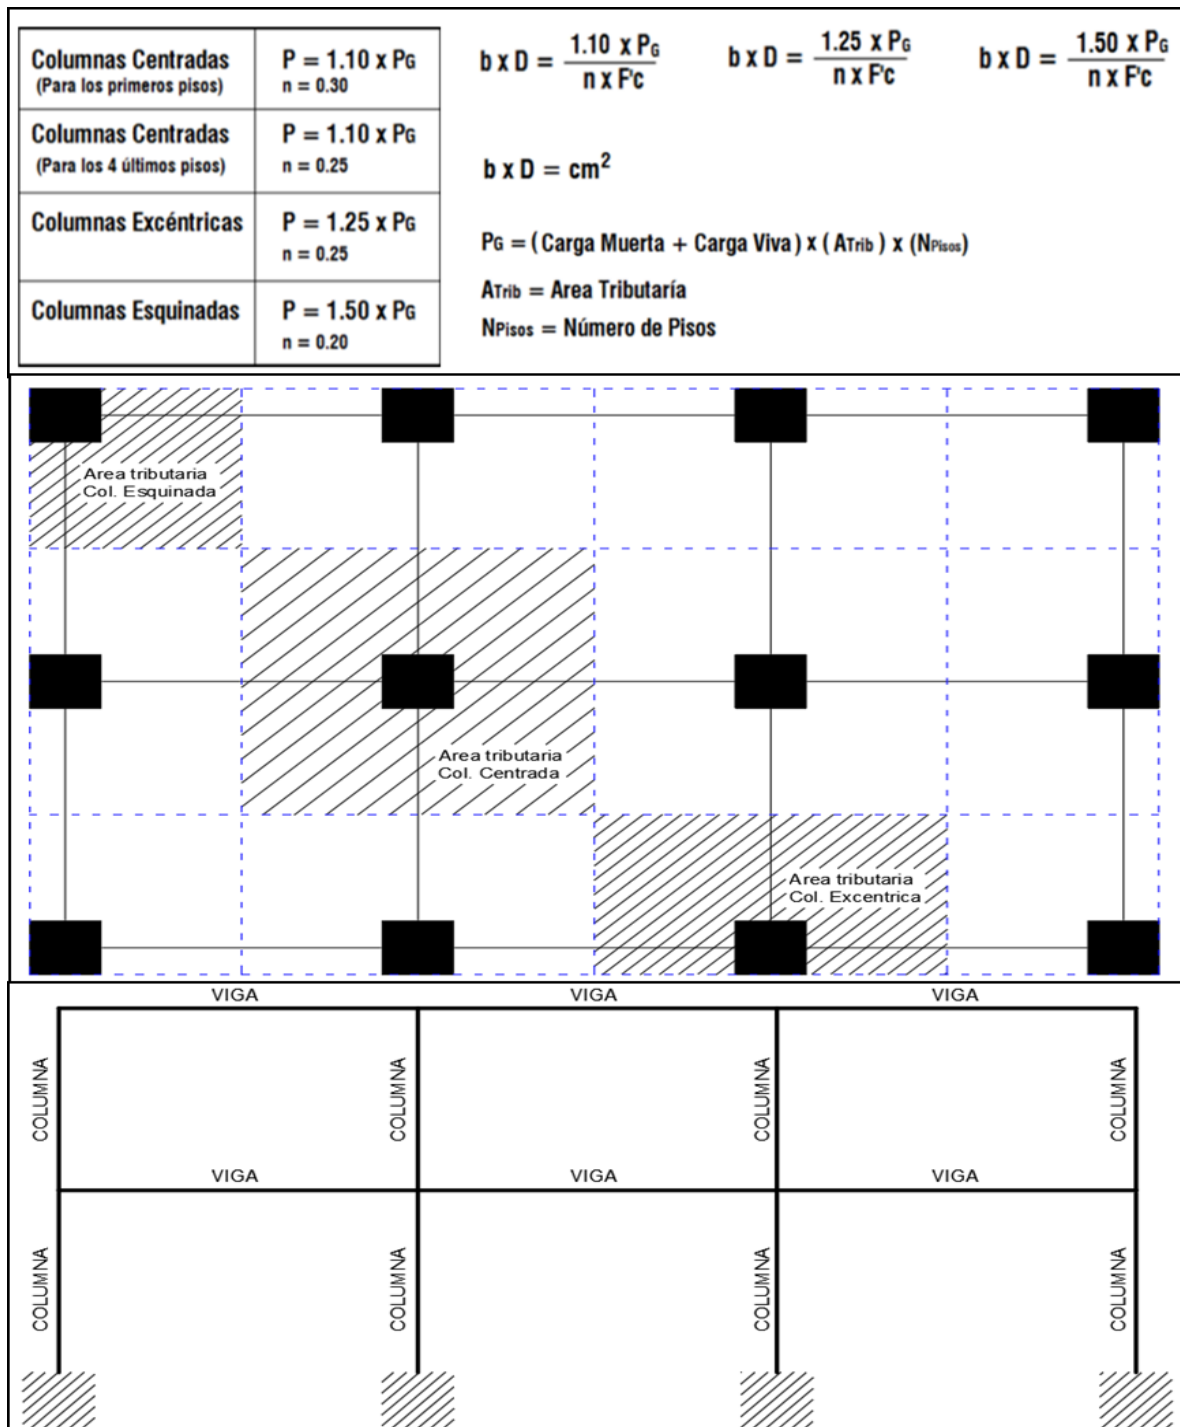 Columnas Centradas
(Para los primeros pisos)
P = 1.10 x PG
n = 0.30
Columnas Centradas
(Para los 4 últimos pisos)
P = 1.10 x PG
n = 0.25
Columnas Excéntricas
P = 1.25 x PG
n = 0.25
Columnas Esquinadas
P = 1.50 x PG
n = 0.20
b x D = 1.10 x PG / n x F'c
b x D = 1.25 x PG / n x F'c
b x D = 1.50 x PG / n x F'c
b x D = cm²
PG = (Carga Muerta + Carga Viva) x (ATrib) x (NPisos)
ATrib = Area Tributaría
NPisos = Número de Pisos
Area tributaria
Col. Esquinada
Area tributaria
Col. Centrada
Area tributaria
Col. Excentrica
VIGA
VIGA
VIGA
COLUMNA
COLUMNA
COLUMNA
COLUMNA
VIGA
VIGA
VIGA
COLUMNA
COLUMNA
COLUMNA
COLUMNA